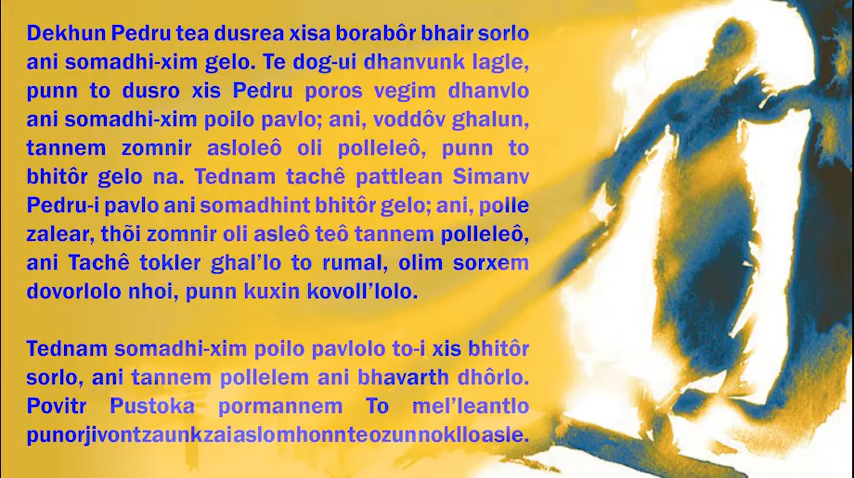 Dekhun Pedru tea dusrea xisa borabôr bhair sorlo
ani somadhi-xim gelo. Te dog-ui dhanvunk lagle,
punn to dusro xis Pedru poros vegim dhanvlo
ani somadhi-xim poilo pavlo; ani, voddôv ghalun,
tannem zomnir asloleô oli polleleô, punn to
bhitôr gelo na. Tednam tachê pattlean Simanv
Pedru-i pavlo ani somadhint bhitôr gelo; ani, polle
zalear, thõi zomnir oli asleô teô tannem polleleô,
ani Tachê tokler ghal’lo to rumal, olim sorxem
dovorlolo nhoi, punn kuxin kovoll’lolo.
Tednam somadhi-xim poilo pavlolo to-i xis bhitôr
sorlo, ani tannem pollelem ani bhavarth dhôrlo.
Povitr Pustoka pormannem To mel’leantlo
punorjivontzaunkzaiaslomhonnteozunnoklloasle.